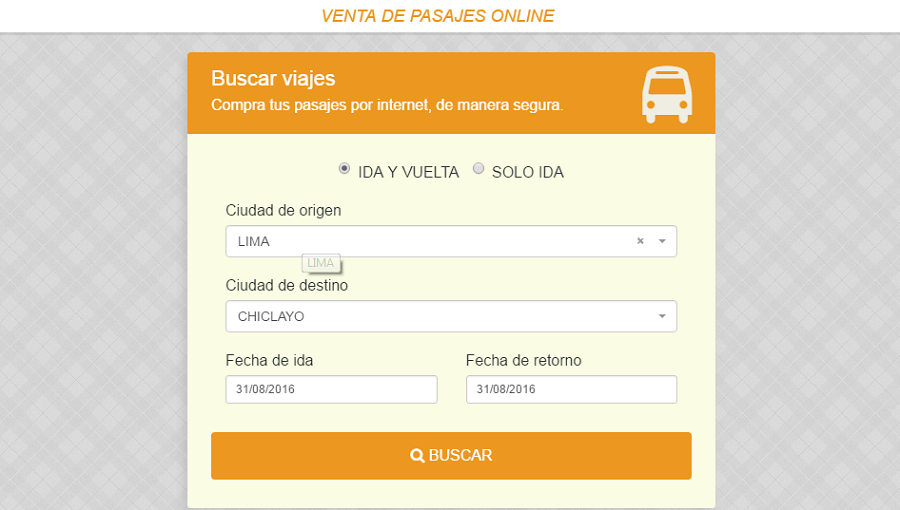 VENTA DE PASAJES ONLINE
Buscar viajes
Compra tus pasajes por internet, de manera segura.
IDA Y VUELTA SOLO IDA
Ciudad de origen
LIMA ×
LIMA
Ciudad de destino
CHICLAYO
Fecha de ida Fecha de retorno
31/08/2016 31/08/2016
BUSCAR